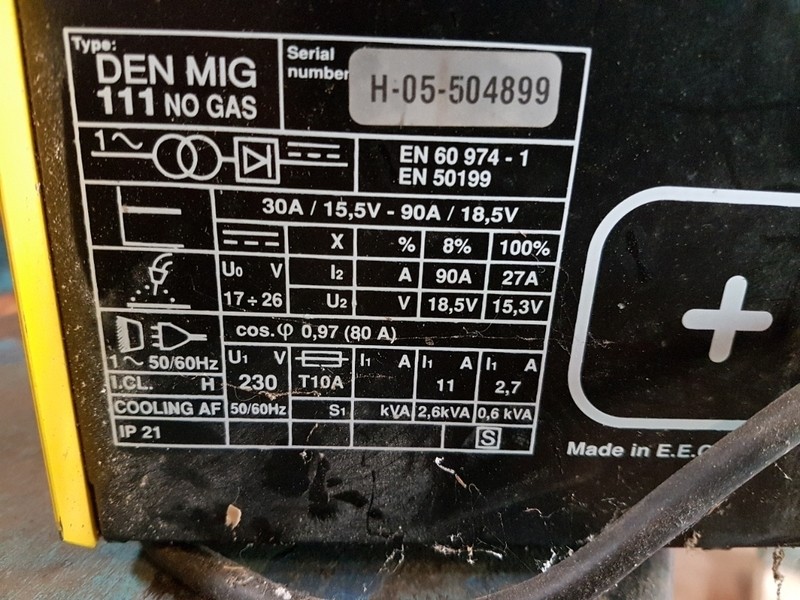 Type:
DEN MIG
111 NO GAS
Serial
number
H-05-504899
1~
EN 60 974 - 1
EN 50199
30A / 15,5V - 90A / 18,5V
X % 8% 100%
U0 V I2 A 90A 27A
17 ÷ 26 U2 V 18,5V 15,3V
cos. φ 0,97 (80 A)
1 ~ 50/60Hz
U1 V I1 A I1 A I1 A
230 T10A 11 2,7
I.CL. H
COOLING AF 50/60Hz S1 kVA 2,6kVA 0,6 kVA
IP 21 S
+
Made in E.E.C